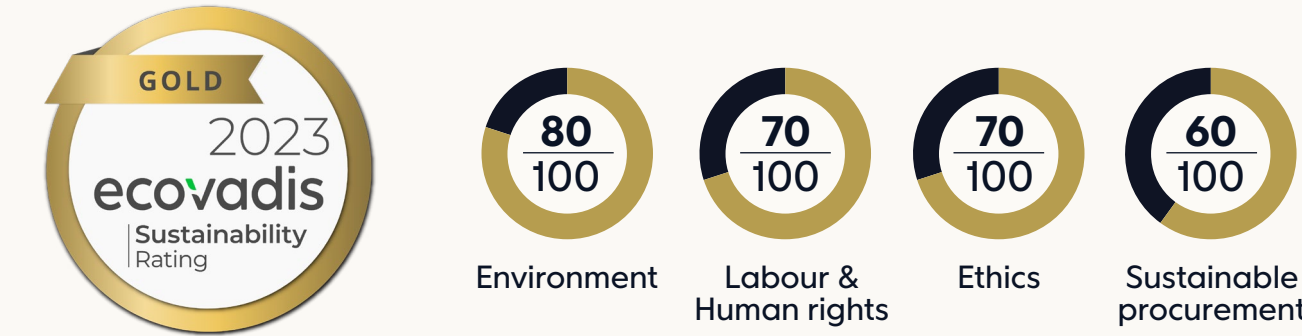 GOLD
2023
ecovadis
Sustainability
Rating
80
100
Environment
70
100
Labour &
Human rights
70
100
Ethics
60
100
Sustainable
procurement